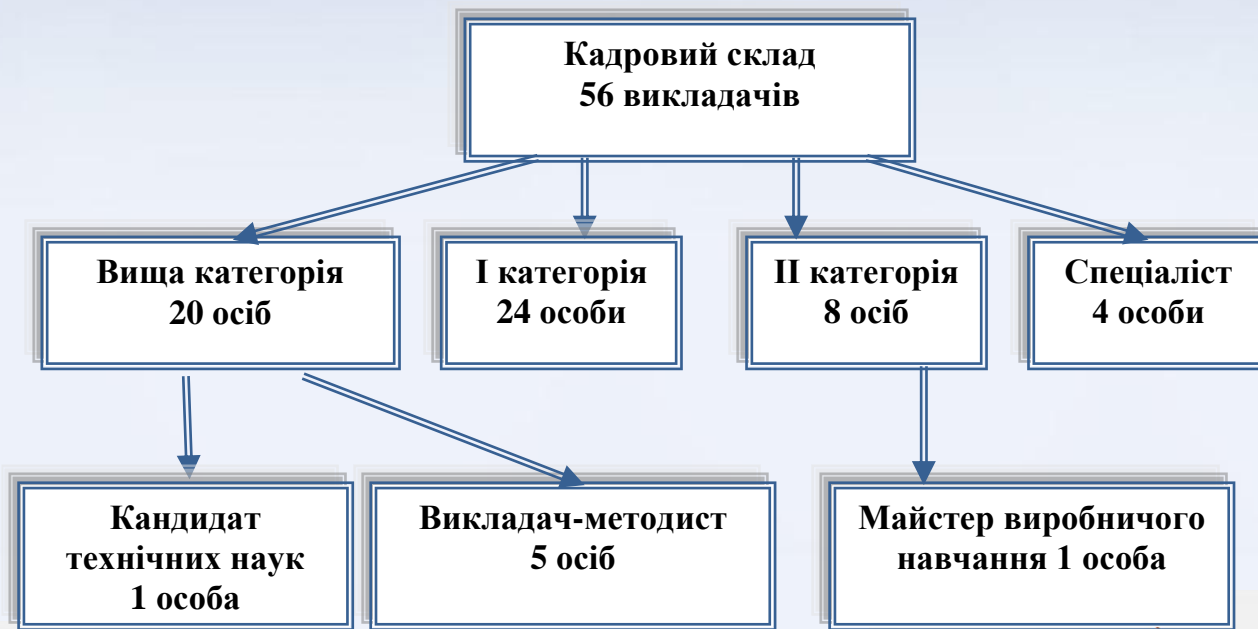 Кадровий склад
56 викладачів
Вища категорія
20 осіб
І категорія
24 особи
ІІ категорія
8 осіб
Спеціаліст
4 особи
Кандидат
технічних наук
1 особа
Викладач-методист
5 осіб
Майстер виробничого
навчання 1 особа